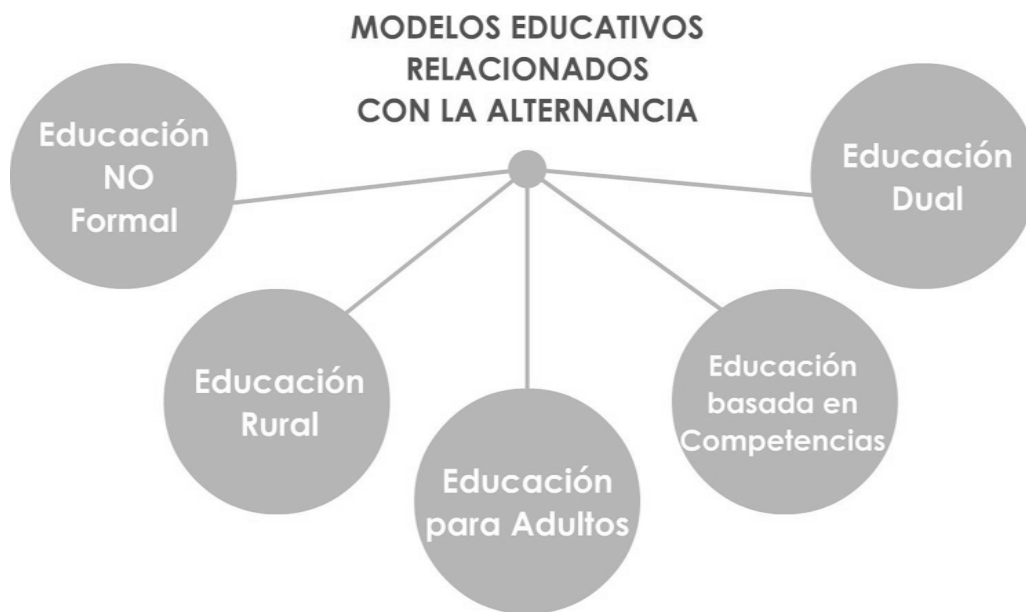 MODELOS EDUCATIVOS
RELACIONADOS
CON LA ALTERNANCIA
Educación
NO
Formal
Educación
Rural
Educación
para Adultos
Educación
basada en
Competencias
Educación
Dual